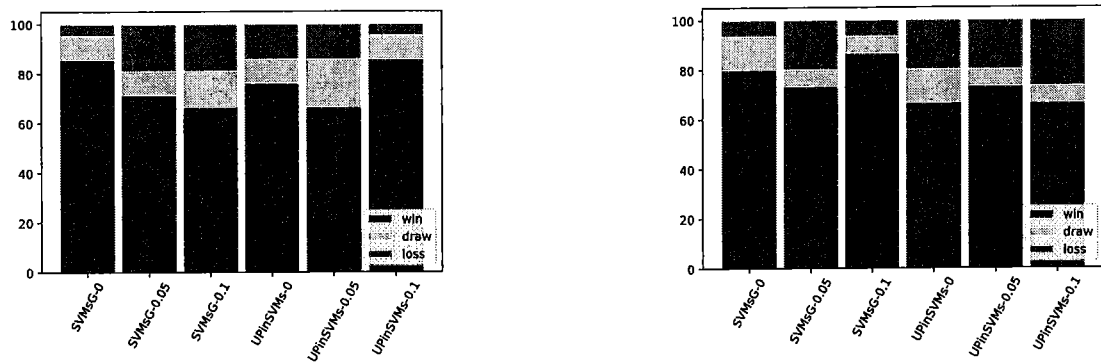 100
80
60
40
20
0
win
draw
loss
SVMsG-0
SVMsG-0.05
SVMsG-0.1
UPinSVMs-0
UPinSVMs-0.05
UPinSVMs-0.1
100
80
60
40
20
0
win
draw
loss
SVMsG-0
SVMsG-0.05
SVMsG-0.1
UPinSVMs-0
UPinSVMs-0.05
UPinSVMs-0.1